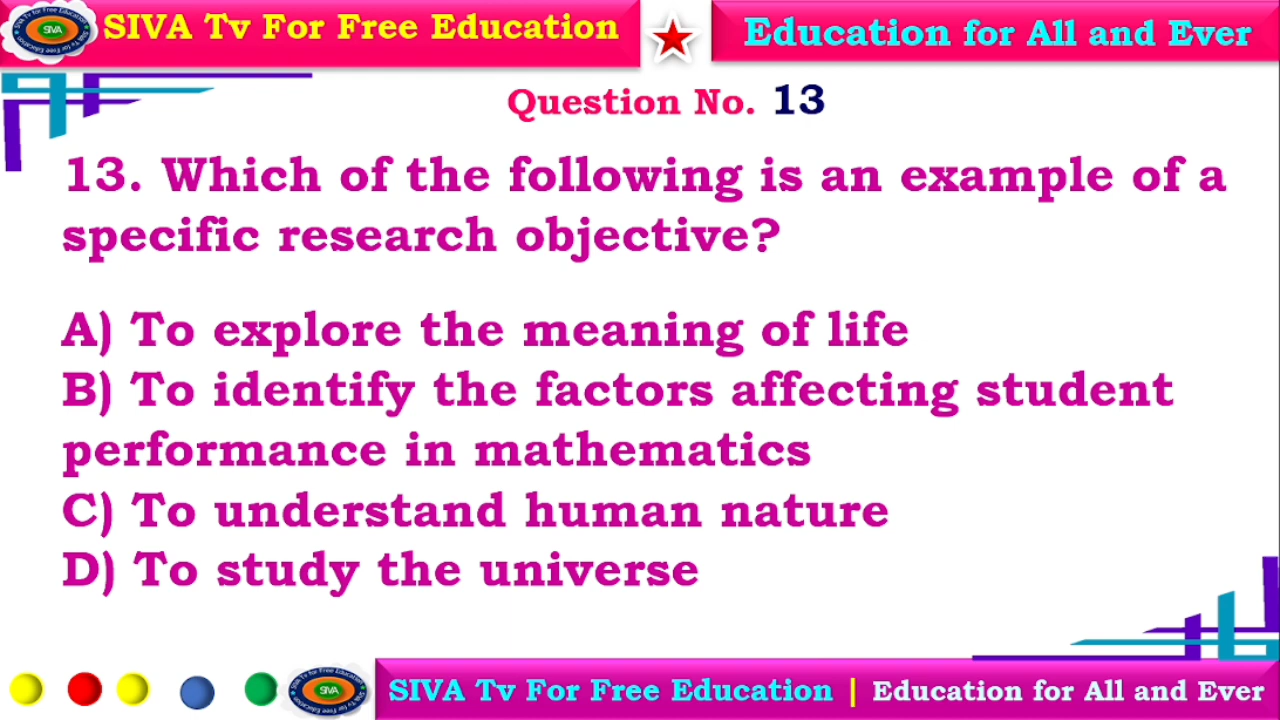 SIVA Tv For Free Education
Education for All and Ever
Question No. 13
13. Which of the following is an example of a
specific research objective?
A) To explore the meaning of life
B) To identify the factors affecting student
performance in mathematics
C) To understand human nature
D) To study the universe
SIVA
SIVA Tv For Free Education | Education for All and Ever